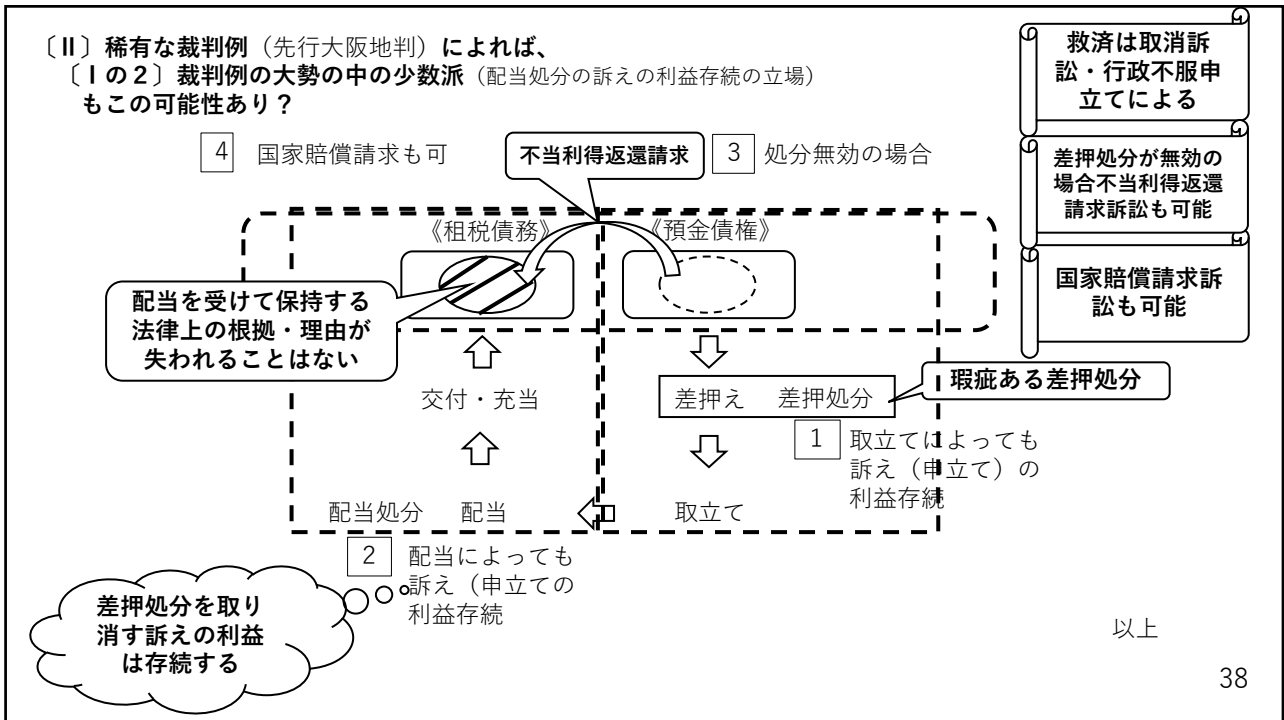 〔Ⅱ〕稀有な裁判例（先行大阪地判）によれば、
〔Ⅰの２〕裁判例の大勢の中の少数派（配当処分の訴えの利益存続の立場）
もこの可能性あり？
救済は取消訴
訟・行政不服申
立てによる
差押処分が無効の
場合不当利得返還
請求訴訟も可能
国家賠償請求訴
訟も可能
4 国家賠償請求も可
不当利得返還請求
3 処分無効の場合
《租税債務》
《預金債権》
配当を受けて保持する
法律上の根拠・理由が
失われることはない
瑕疵ある差押処分
交付・充当
差押え 差押処分
1 取立てによっても
訴え（申立て）の
利益存続
配当処分 配当
取立て
2 配当によっても
訴え（申立ての
利益存続
差押処分を取り
消す訴えの利益
は存続する
以上
38